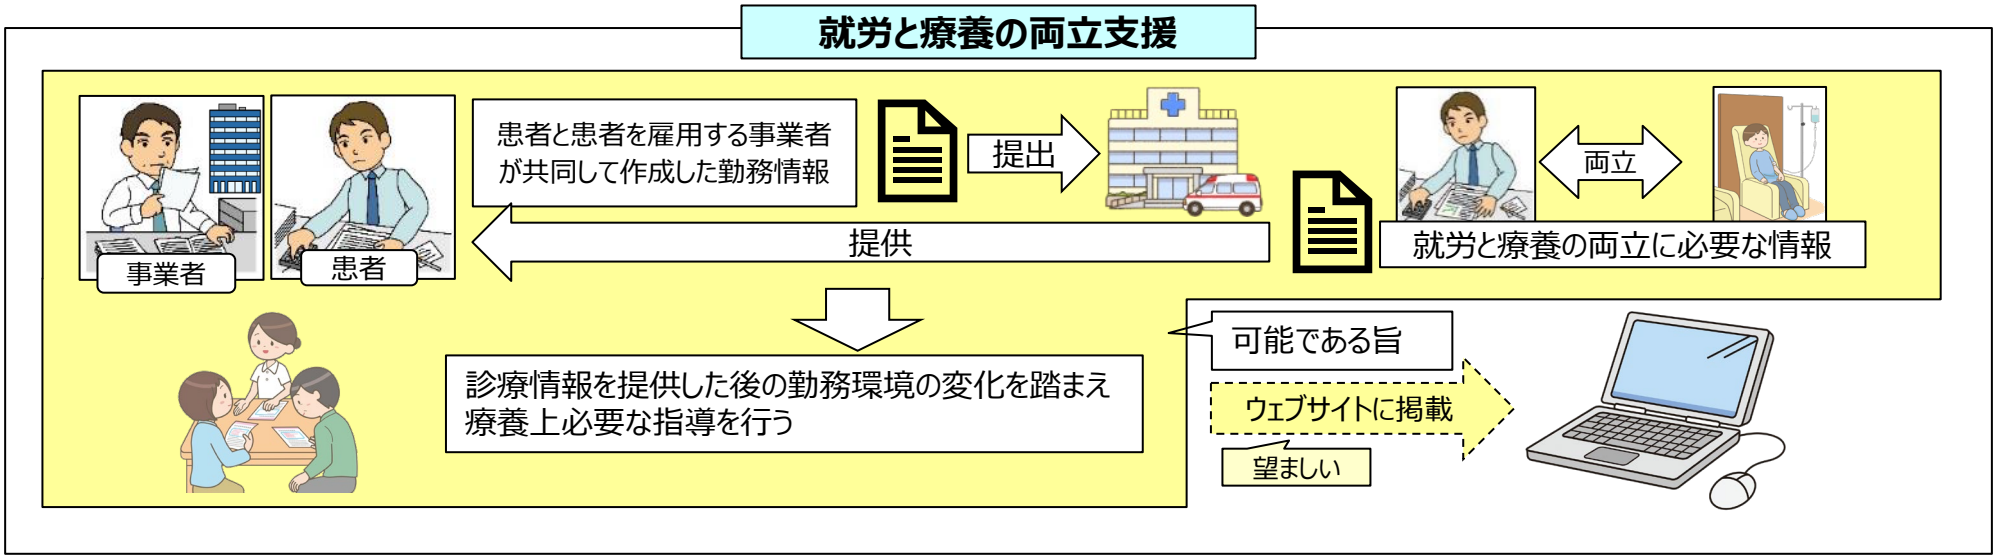 就労と療養の両立支援
患者と患者を雇用する事業者
が共同して作成した勤務情報
提出
両立
事業者
患者
提供
就労と療養の両立に必要な情報
診療情報を提供した後の勤務環境の変化を踏まえ
療養上必要な指導を行う
可能である旨
ウェブサイトに掲載
望ましい